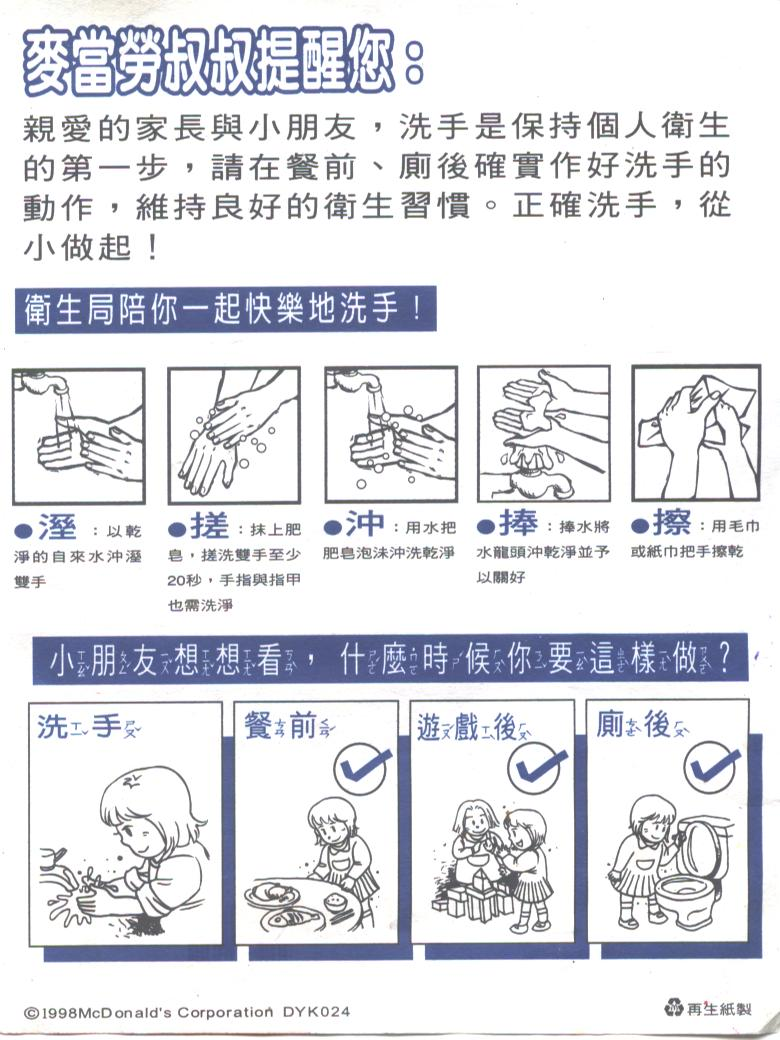 麥當勞叔叔提醒您：
親愛的家長與小朋友，洗手是保持個人衛生
的第一步，請在餐前、廁後確實作好洗手的
動作，維持良好的衛生習慣。正確洗手，從
小做起！
衛生局陪你一起快樂地洗手！
●溼：以乾
淨的自來水沖溼
雙手
●搓：抹上肥
皂，搓洗雙手至少
20秒，手指與指甲
也需洗淨
●沖：用水把
肥皂泡沫沖洗乾淨
●捧：捧水將
水龍頭沖乾淨並予
以關好
●擦：用毛巾
或紙巾把手擦乾
小朋友想想看，什麼時候你要這樣做？
洗手
餐前
遊戲後
廁後
©1998McDonald's Corporation DYK024
再生紙製